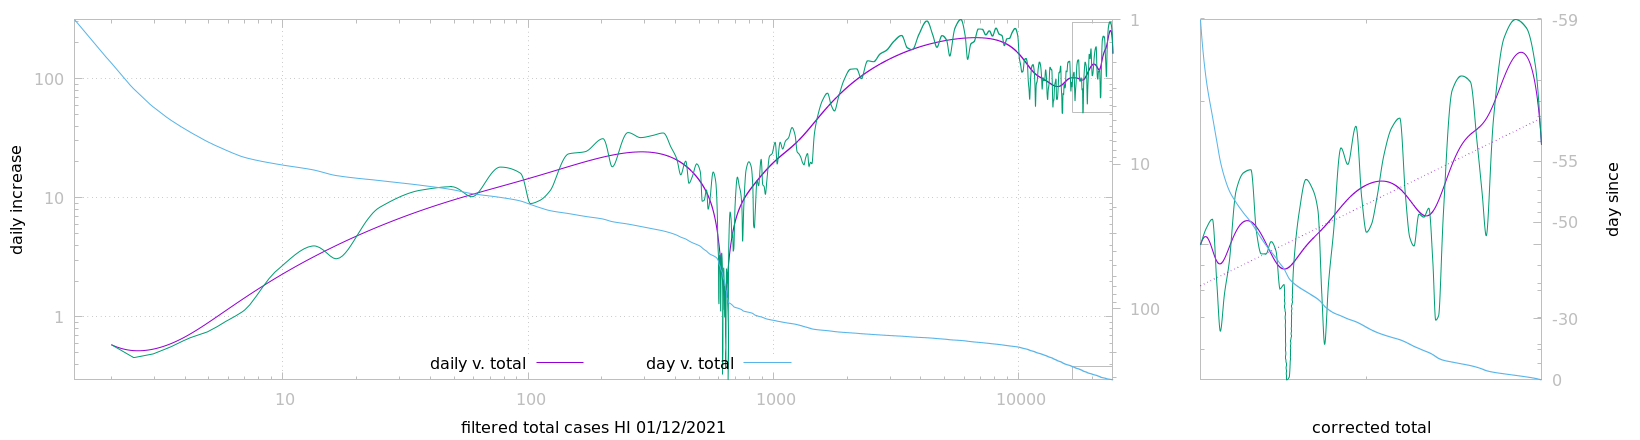 1
-59
100
daily increase
10
10
-55
-50
day since
1
100
-30
daily v. total
day v. total
0
10
100
1000
10000
filtered total cases HI 01/12/2021
corrected total